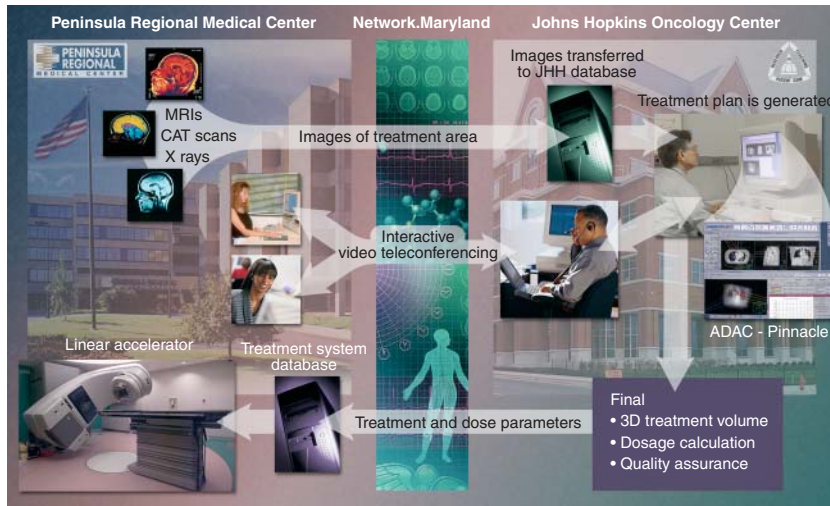 Peninsula Regional Medical Center
Network.Maryland
Johns Hopkins Oncology Center
PENINSULA
REGIONAL
MEDICAL CENTER
MRIs
CAT scans
X rays
Images of treatment area
Images transferred
to JHH database
Treatment plan is generated
Interactive
video teleconferencing
ADAC - Pinnacle
Linear accelerator
Treatment system
database
Treatment and dose parameters
Final
• 3D treatment volume
• Dosage calculation
• Quality assurance